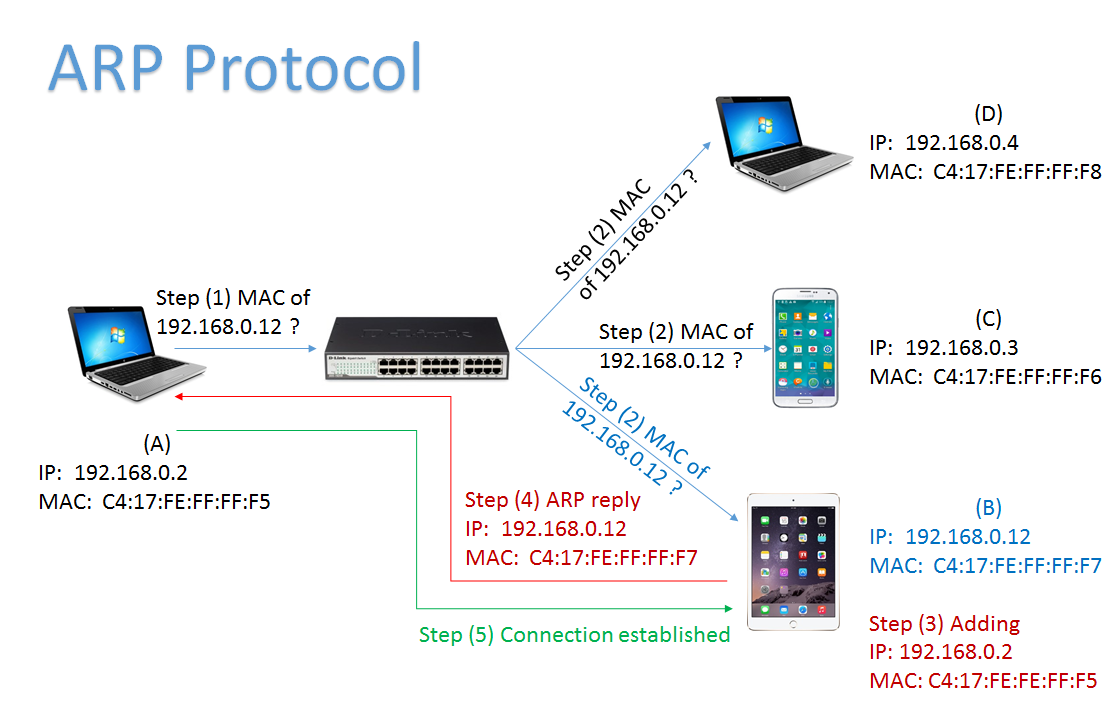 ARP Protocol
(D)
IP: 192.168.0.4
MAC: C4:17:FE:FF:FF:F8
Step (2) MAC
of 192.168.0.12 ?
Step (1) MAC of
192.168.0.12 ?
D-Link
Step (2) MAC of
192.168.0.12 ?
(C)
IP: 192.168.0.3
MAC: C4:17:FE:FF:FF:F6
Step (2) MAC of
192.168.0.12 ?
(A)
IP: 192.168.0.2
MAC: C4:17:FE:FF:FF:F5
Step (4) ARP reply
IP: 192.168.0.12
MAC: C4:17:FE:FF:FF:F7
(B)
IP: 192.168.0.12
MAC: C4:17:FE:FF:FF:F7
Step (5) Connection established
Step (3) Adding
IP: 192.168.0.2
MAC: C4:17:FE:FE:FF:F5